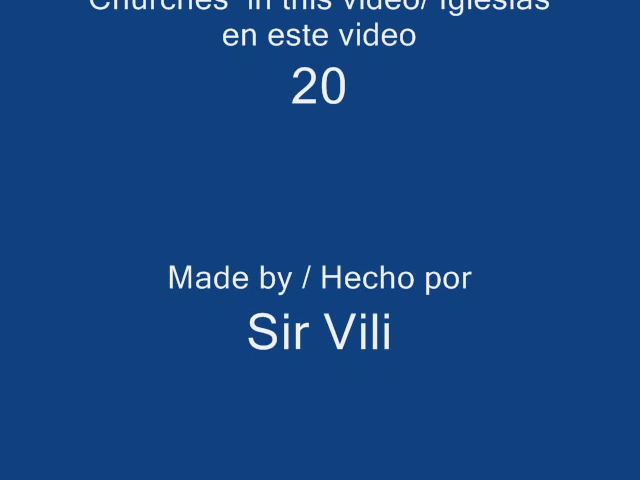 Churches in this video/ Iglesias
en este video
20
Made by / Hecho por
Sir Vili